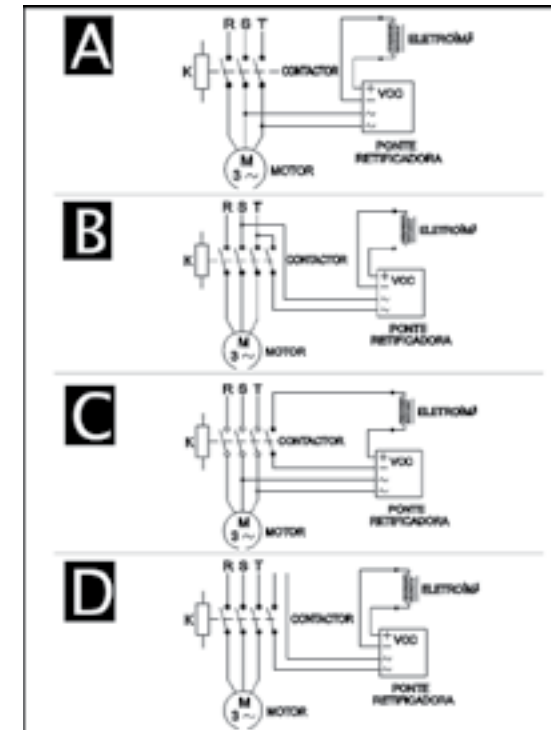 A
R S T
ELETROÍMÃ
K
CONTACTOR
+ VCC
−
~
~
PONTE
RETIFICADORA
M
3 ~
MOTOR
B
R S T
ELETROÍMÃ
K
CONTACTOR
+ VCC
−
~
~
PONTE
RETIFICADORA
M
3 ~
MOTOR
C
R S T
ELETROÍMÃ
K
CONTACTOR
+ VCC
−
~
~
PONTE
RETIFICADORA
M
3 ~
MOTOR
D
R S T
ELETROÍMÃ
K
CONTACTOR
+ VCC
−
~
~
PONTE
RETIFICADORA
M
3 ~
MOTOR